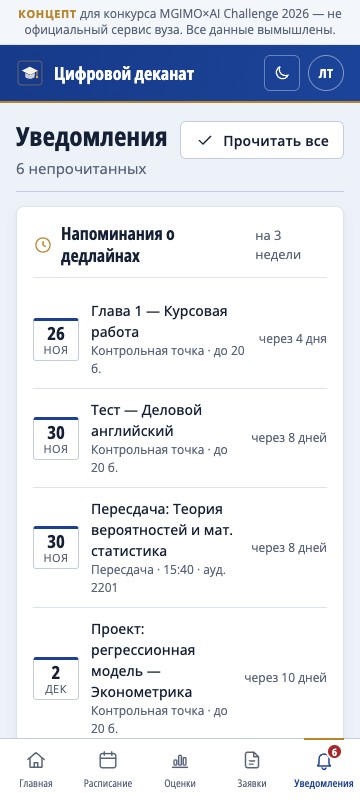 КОНЦЕПТ для конкурса MGIMO×AI Challenge 2026 — не
официальный сервис вуза. Все данные вымышлены.
Цифровой деканат
ЛТ
Уведомления
Прочитать все
6 непрочитанных
Напоминания о
дедлайнах
на 3
недели
26
НОЯ
Глава 1 — Курсовая
работа
Контрольная точка · до 20
б.
через 4 дня
30
НОЯ
Тест — Деловой
английский
Контрольная точка · до
20 б.
через 8 дней
30
НОЯ
Пересдача: Теория
вероятностей и мат.
статистика
Пересдача · 15:40 · ауд.
2201
через 8 дней
2
ДЕК
Проект:
регрессионная
модель —
Эконометрика
Контрольная точка · до
20 б.
через 10 дней
Главная
Расписание
Оценки
Заявки
6
Уведомления